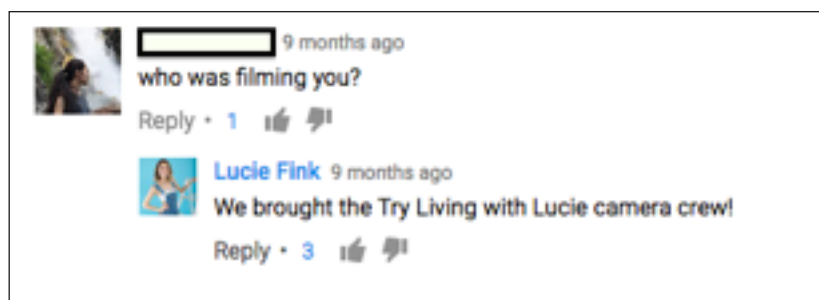 9 months ago
who was filming you?
Reply • 1
Lucie Fink 9 months ago
We brought the Try Living with Lucie camera crew!
Reply • 3